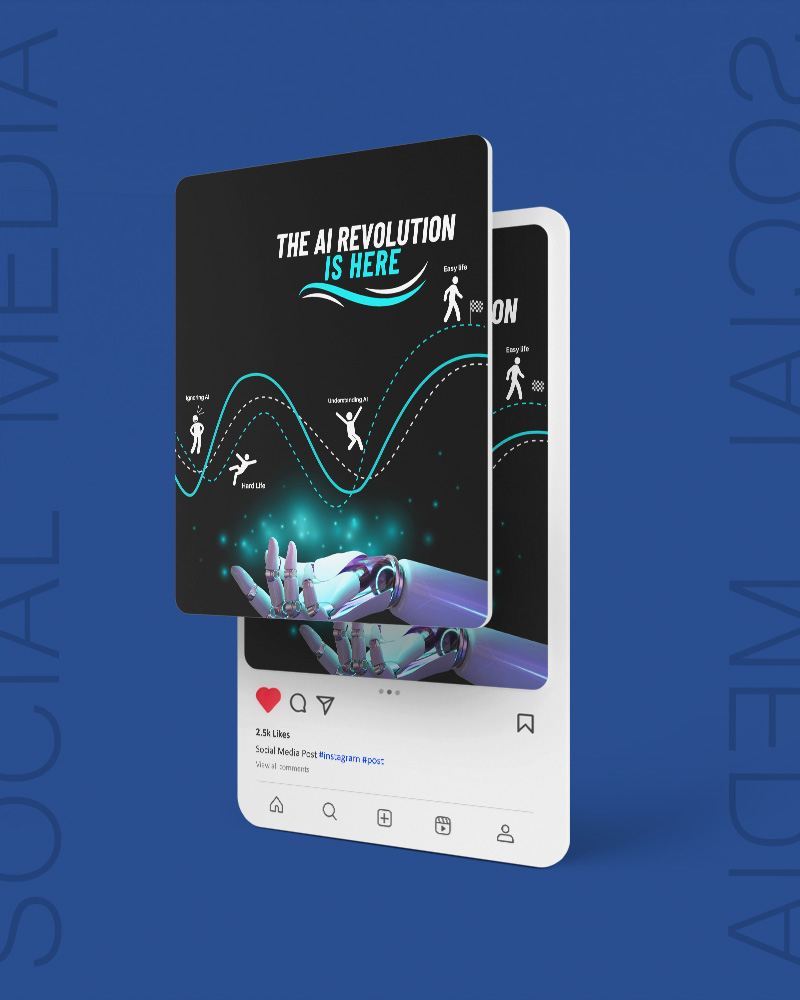 SOCIAL MEDIA
THE AI REVOLUTION
IS HERE
Easy life
Ignoring AI
Understanding AI
Hard Life
ON
Easy life
2.5k Likes
Social Media Post #instagram #post
View all comments
SOCIAL MEDIA